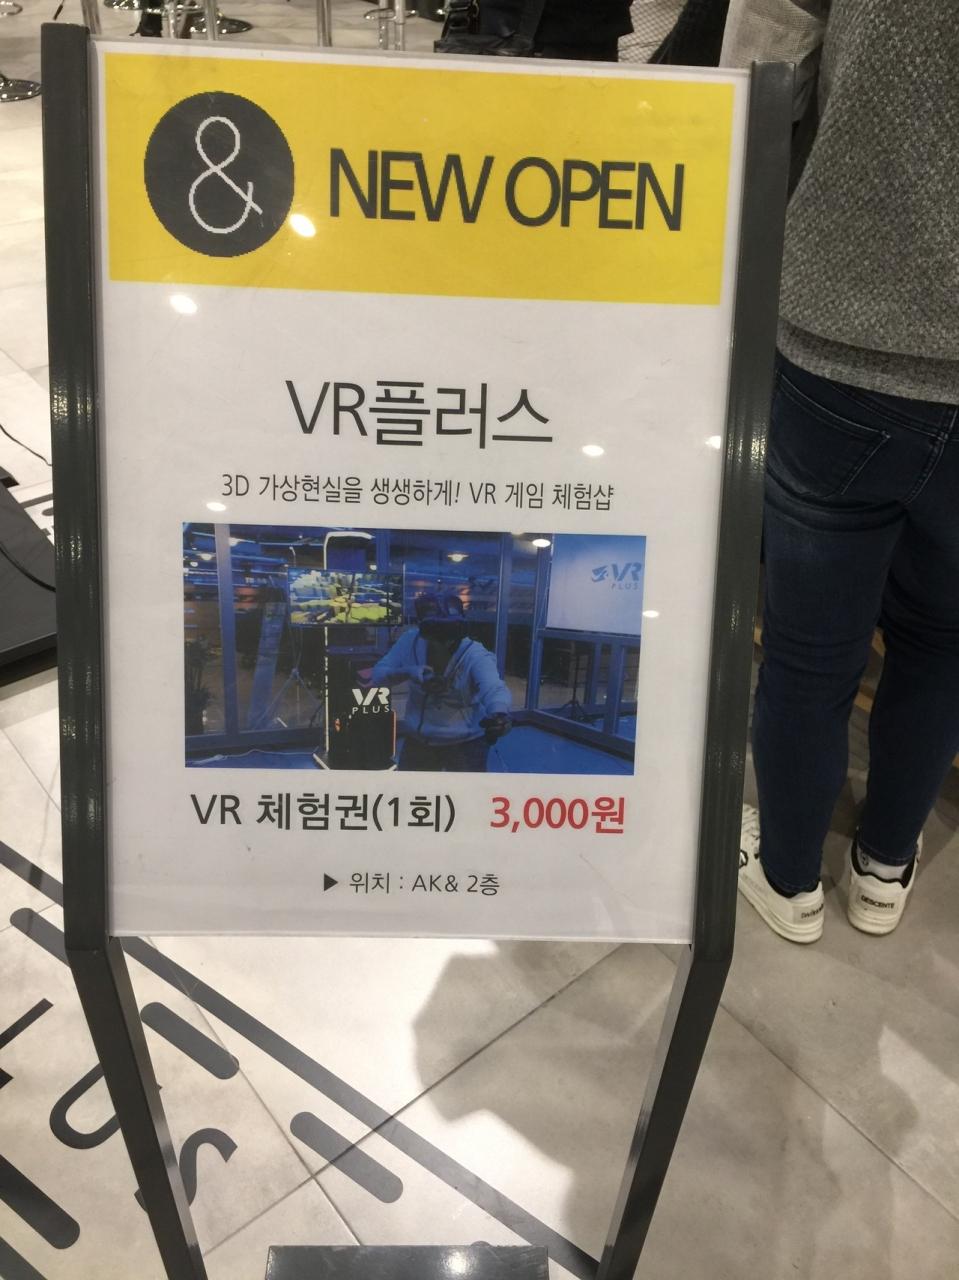 & NEW OPEN
VR플러스
3D 가상현실을 생생하게! VR 게임 체험샵
VR
PLUS
VR
PLUS
VR 체험권(1회) 3,000원
▶ 위치 : AK& 2층
DESCENTE